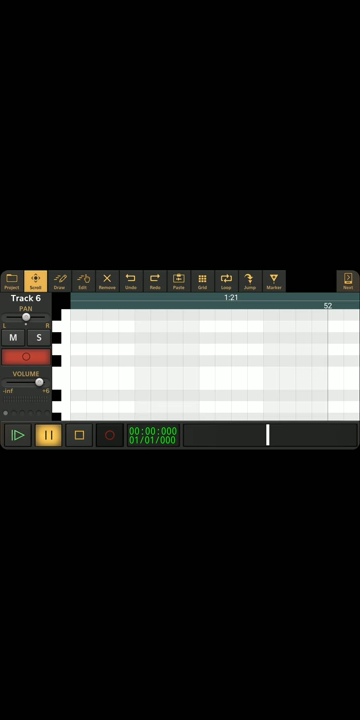 Project Scroll Draw Edit Remove Undo Redo Paste Grid Loop Jump Marker Next
Track 6
1:21
52
PAN
L R
M S
VOLUME
-inf +6
00:00:000
01/01/000